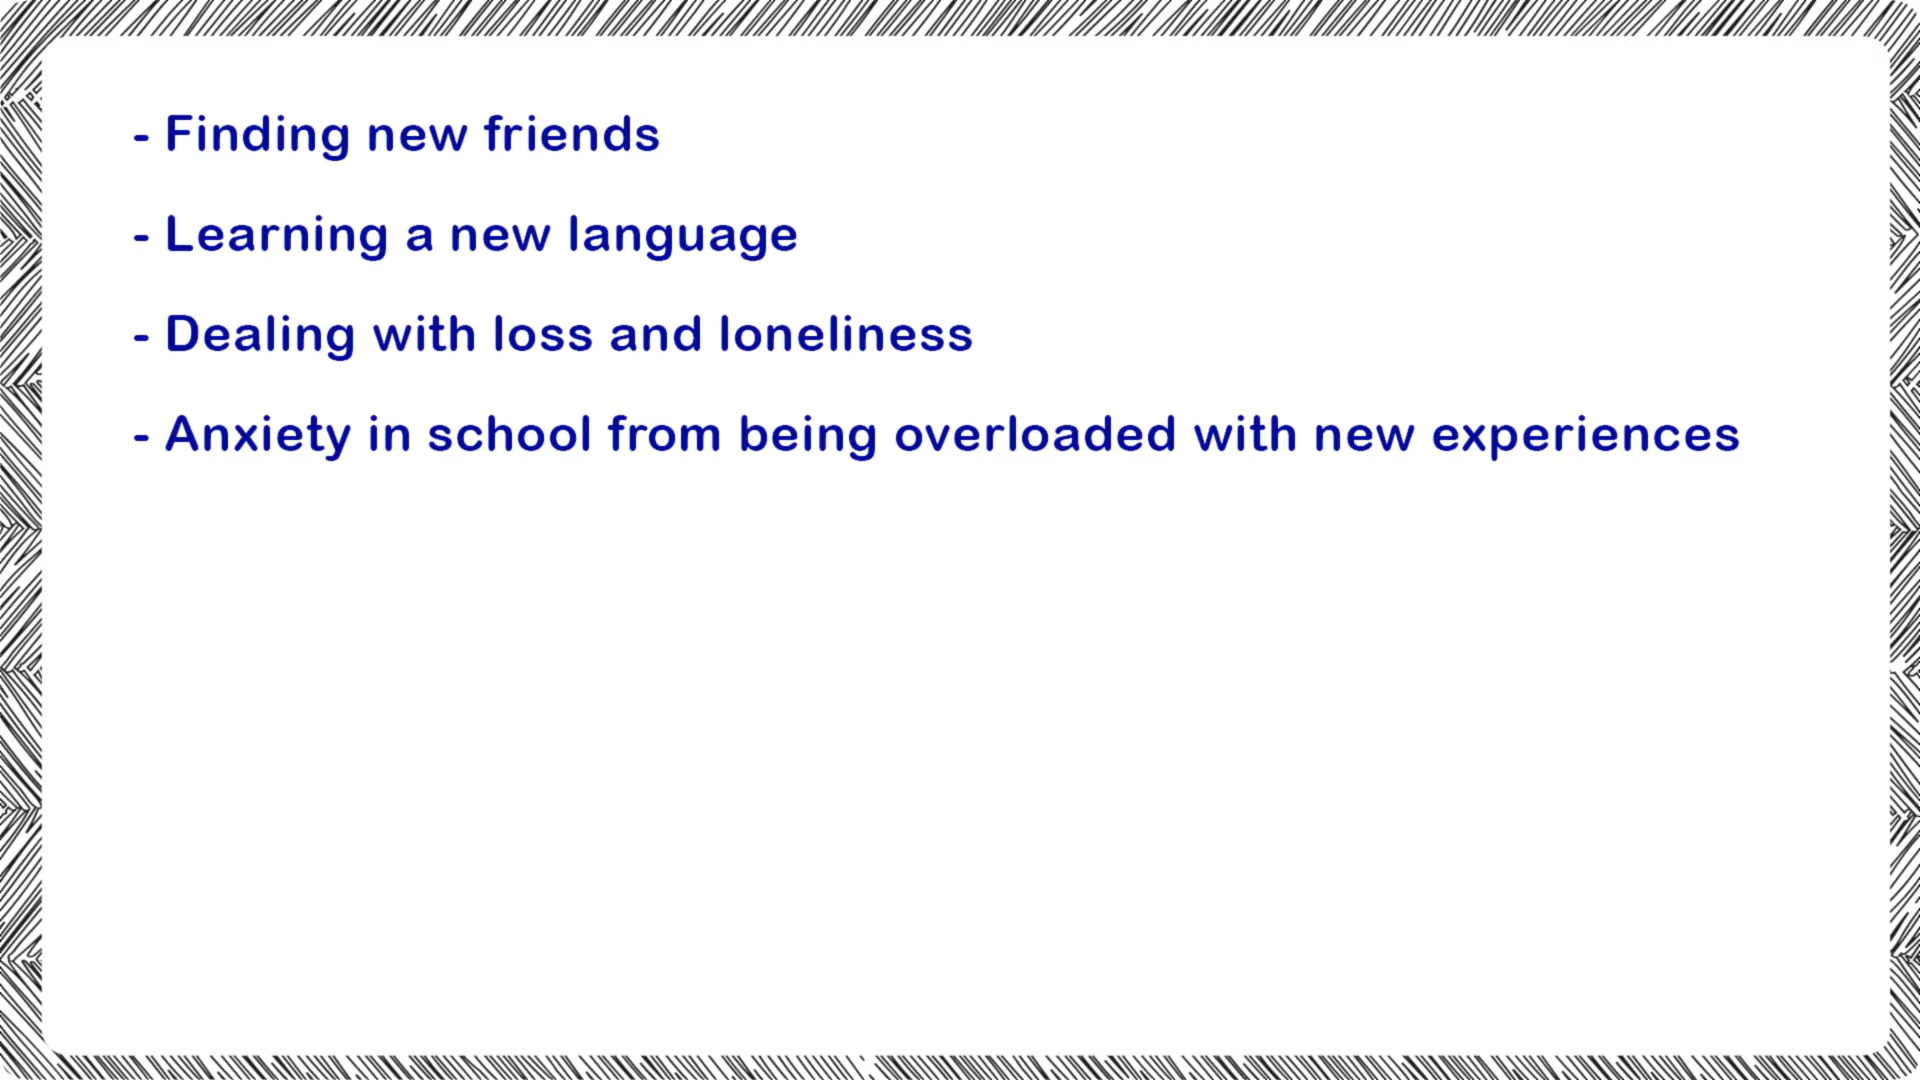 - Finding new friends
- Learning a new language
- Dealing with loss and loneliness
- Anxiety in school from being overloaded with new experiences